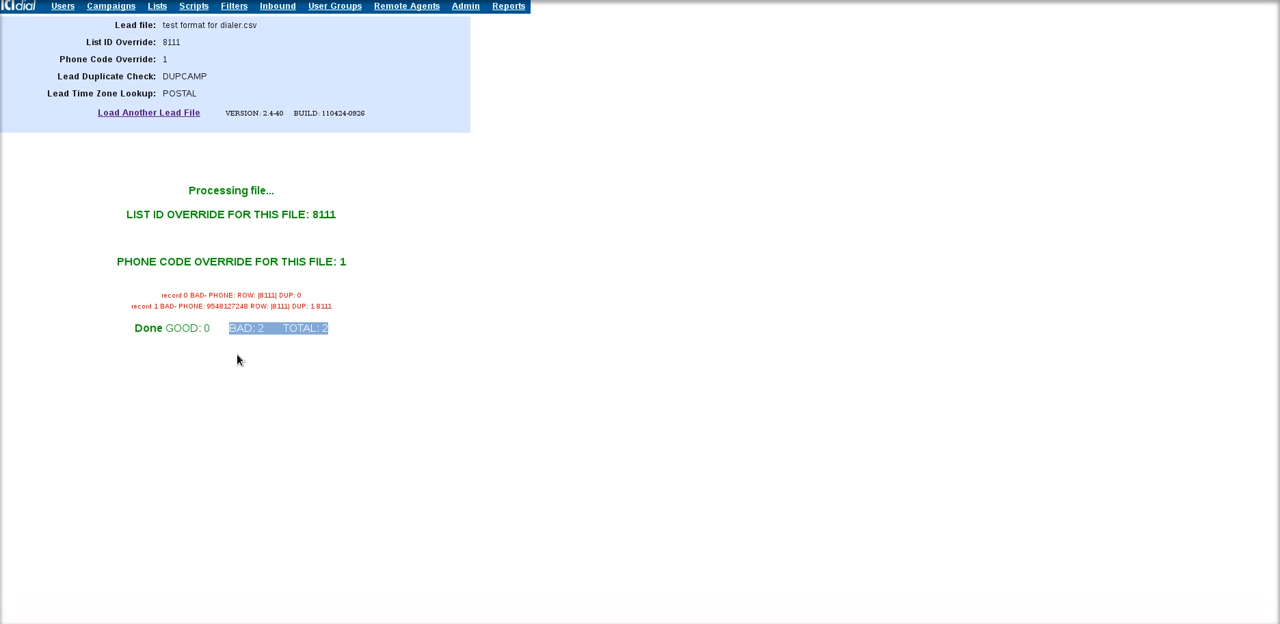 ICIdial Users Campaigns Lists Scripts Filters Inbound User Groups Remote Agents Admin Reports
Lead file: test format for dialer.csv
List ID Override: 8111
Phone Code Override: 1
Lead Duplicate Check: DUPCAMP
Lead Time Zone Lookup: POSTAL
Load Another Lead File VERSION: 2.4-40 BUILD: 110424-0926
Processing file...
LIST ID OVERRIDE FOR THIS FILE: 8111
PHONE CODE OVERRIDE FOR THIS FILE: 1
record 0 BAD- PHONE: ROW: |8111| DUP: 0
record 1 BAD- PHONE: 9548127248 ROW: |8111| DUP: 1 8111
Done GOOD: 0 BAD: 2 TOTAL: 2